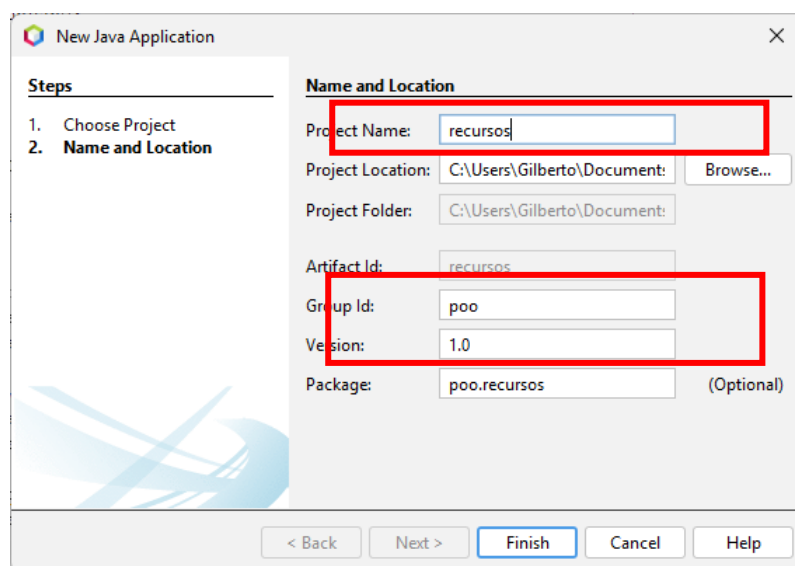 New Java Application
Steps
1. Choose Project
2. Name and Location
Name and Location
Project Name: recursos
Project Location: C:\Users\Gilberto\Documents Browse...
Project Folder: C:\Users\Gilberto\Documents
Artifact Id: recursos
Group Id: poo
Version: 1.0
Package: poo.recursos (Optional)
< Back Next > Finish Cancel Help